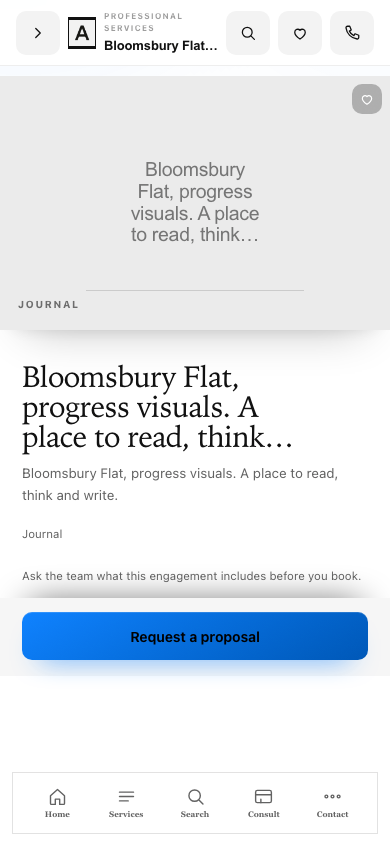 A
PROFESSIONAL
SERVICES
Bloomsbury Flat...
Bloomsbury
Flat, progress
visuals. A place
to read, think...
JOURNAL
Bloomsbury Flat,
progress visuals. A
place to read, think...
Bloomsbury Flat, progress visuals. A place to read,
think and write.
Journal
Ask the team what this engagement includes before you book.
Request a proposal
Home
Services
Search
Consult
Contact